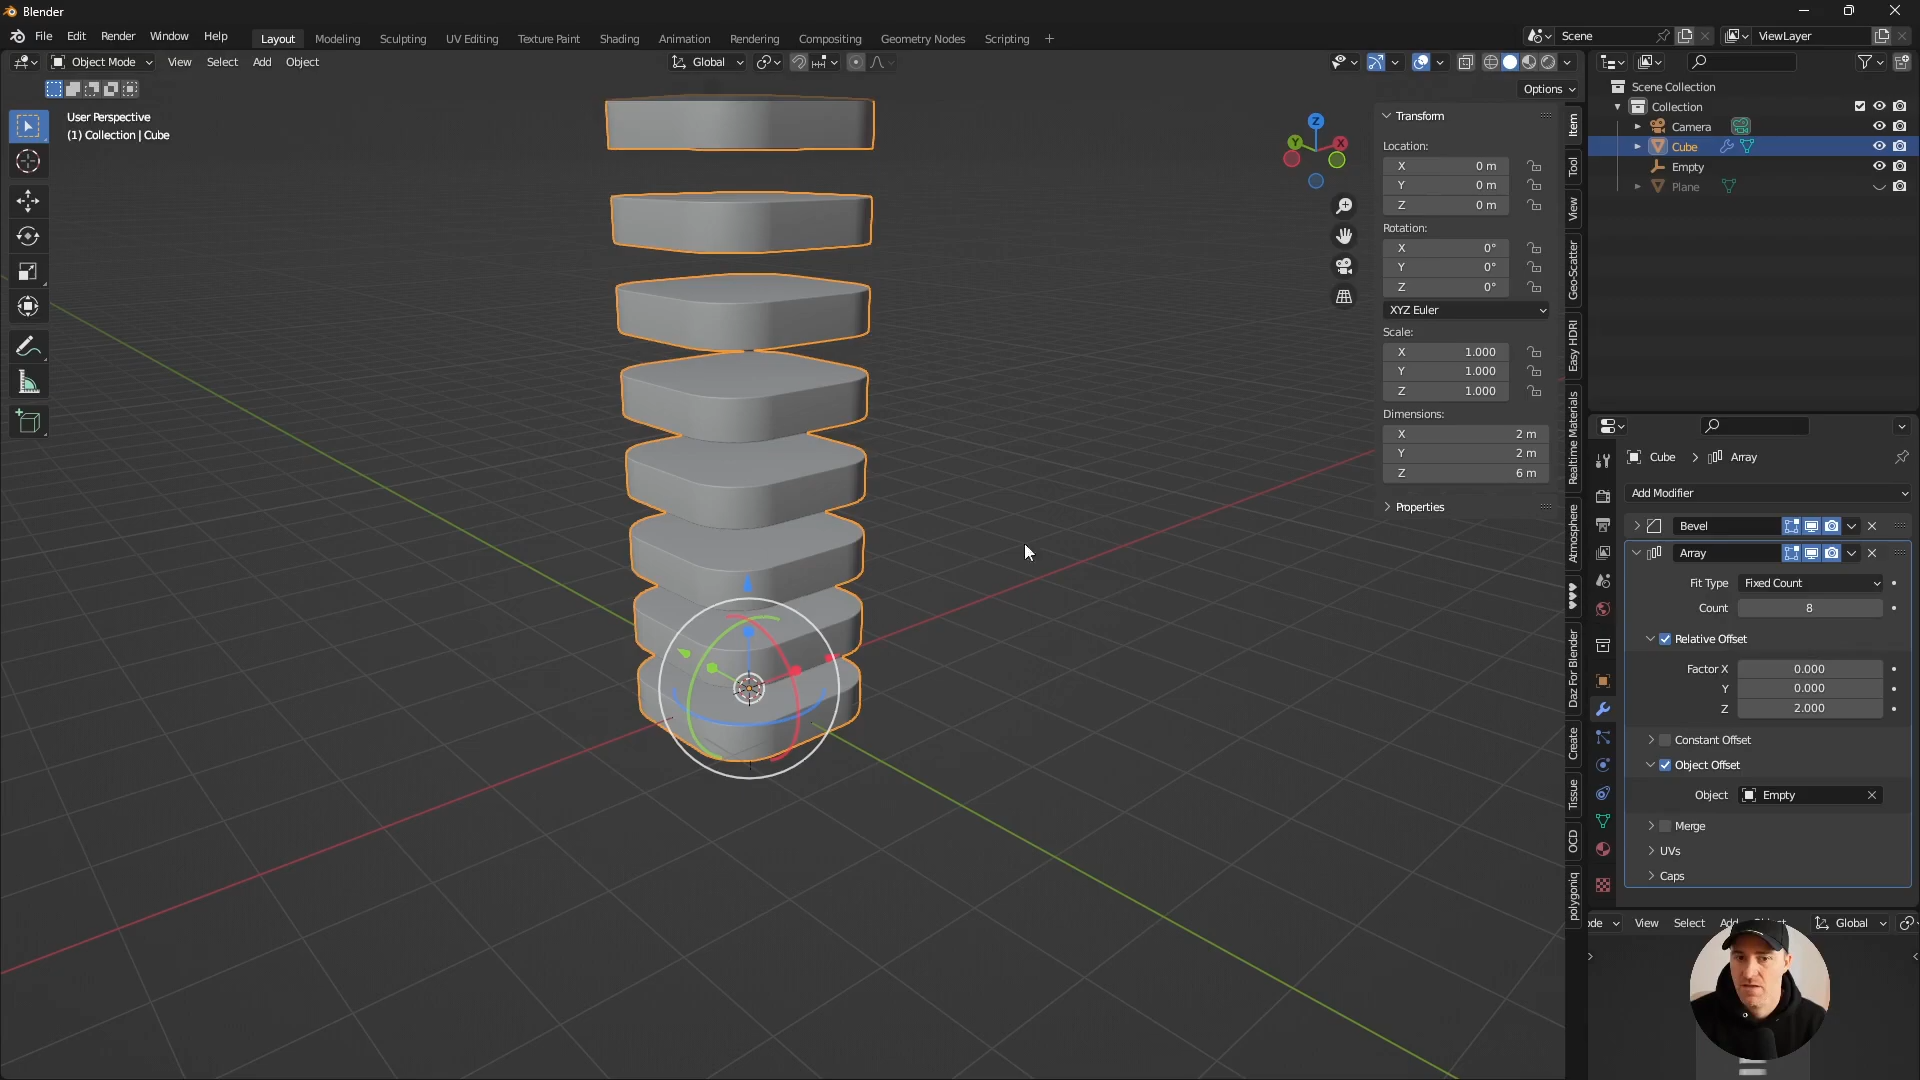 Blender
File Edit Render Window Help Layout Modeling Sculpting UV Editing Texture Paint Shading Animation Rendering Compositing Geometry Nodes Scripting +
Scene ViewLayer
Object Mode View Select Add Object Global
Options
User Perspective
(1) Collection | Cube
Z
Y
X
Transform
Location:
X 0 m
Y 0 m
Z 0 m
Rotation:
X 0°
Y 0°
Z 0°
XYZ Euler
Scale:
X 1.000
Y 1.000
Z 1.000
Dimensions:
X 2 m
Y 2 m
Z 6 m
Properties
Item
Tool
View
Geo-Scatter
Easy HDRI
Realtime Materials
Atmosphere
♥♥♥
Daz For Blender
Create
Tissue
OCD
polygoniq
Scene Collection
Collection
Camera
Cube
Empty
Plane
Cube > Array
Add Modifier
Bevel
Array
Fit Type Fixed Count
Count 8
Relative Offset
Factor X 0.000
Y 0.000
Z 2.000
Constant Offset
Object Offset
Object Empty
Merge
UVs
Caps
View Select Global